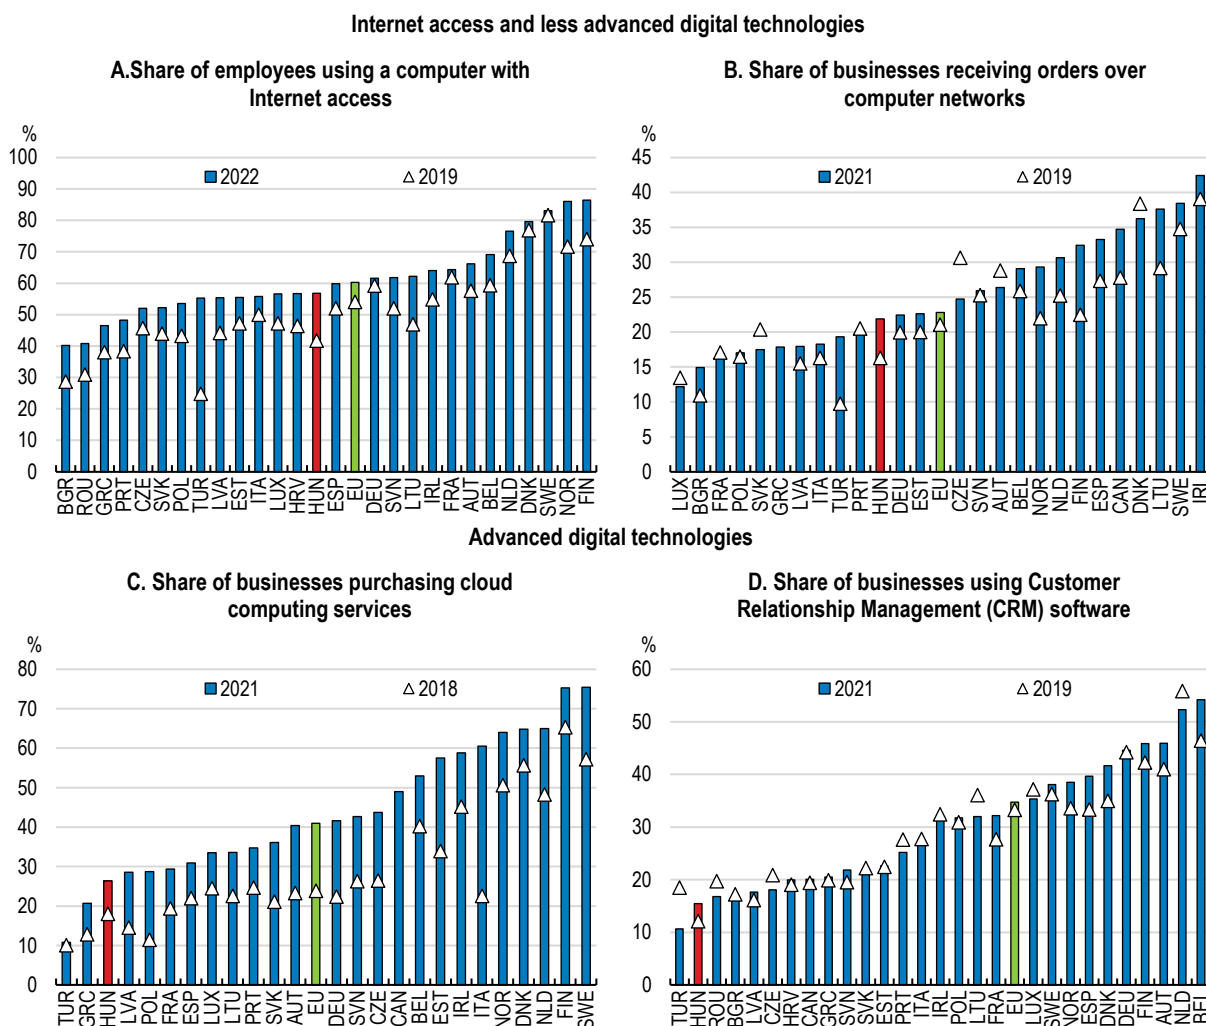 Internet access and less advanced digital technologies
A.Share of employees using a computer with
Internet access
%
100
90
80
70
60
50
40
30
20
10
0
2022
2019
BGR
ROU
GRC
PRT
CZE
SVK
POL
TUR
LVA
EST
ITA
LUX
HRV
HUN
ESP
EU
DEU
SVN
LTU
IRL
FRA
AUT
BEL
NLD
DNK
SWE
NOR
FIN
B. Share of businesses receiving orders over
computer networks
%
45
40
35
30
25
20
15
10
5
0
2021
2019
LUX
BGR
FRA
POL
SVK
GRC
LVA
ITA
TUR
PRT
HUN
DEU
EST
EU
CZE
SVN
AUT
BEL
NOR
NLD
FIN
ESP
CAN
DNK
LTU
SWE
IRL
Advanced digital technologies
C. Share of businesses purchasing cloud
computing services
%
80
70
60
50
40
30
20
10
0
2021
2018
TUR
GRC
HUN
LVA
POL
FRA
ESP
LUX
LTU
PRT
SVK
AUT
EU
DEU
SVN
CZE
CAN
BEL
EST
IRL
ITA
NOR
DNK
NLD
FIN
SWE
D. Share of businesses using Customer
Relationship Management (CRM) software
%
60
50
40
30
20
10
0
2021
2019
TUR
HUN
ROU
BGR
LVA
CZE
HRV
CAN
GRC
SVN
SVK
EST
PRT
ITA
IRL
POL
LTU
FRA
EU
LUX
SWE
NOR
ESP
DNK
DEU
FIN
AUT
NLD